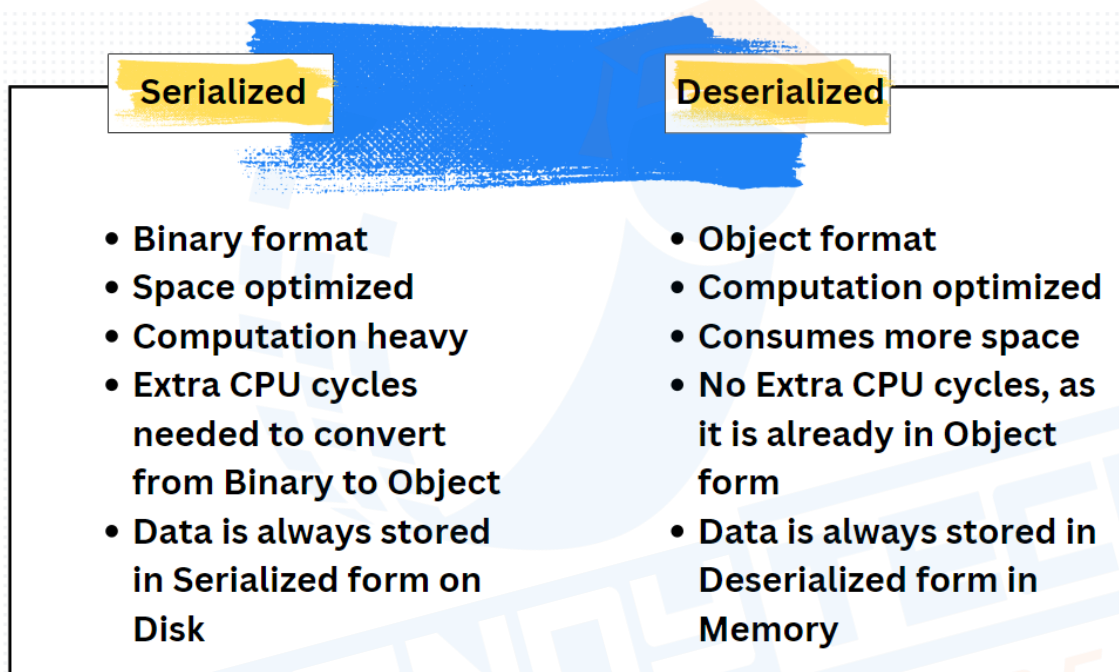 Serialized
Deserialized
• Binary format
• Space optimized
• Computation heavy
• Extra CPU cycles
needed to convert
from Binary to Object
• Data is always stored
in Serialized form on
Disk
• Object format
• Computation optimized
• Consumes more space
• No Extra CPU cycles, as
it is already in Object
form
• Data is always stored in
Deserialized form in
Memory